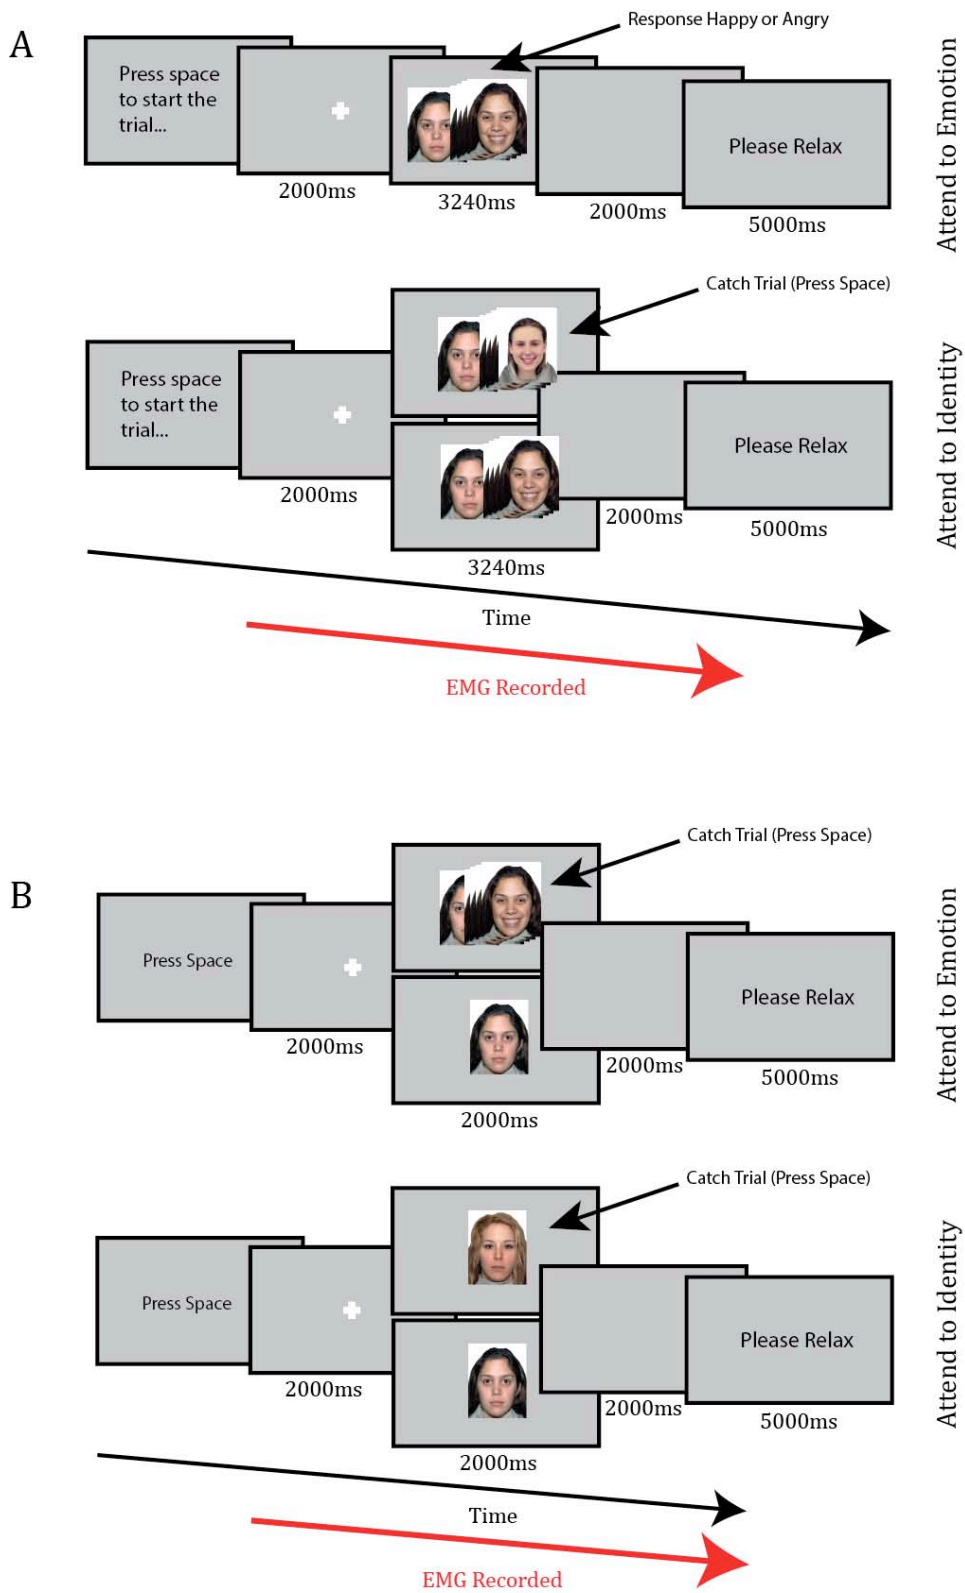 A
Response Happy or Angry
Press space
to start the
trial...
2000ms
3240ms
2000ms
Please Relax
5000ms
Attend to Emotion
Catch Trial (Press Space)
Press space
to start the
trial...
2000ms
3240ms
2000ms
Please Relax
5000ms
Attend to Identity
Time
EMG Recorded
B
Catch Trial (Press Space)
Press Space
2000ms
2000ms
2000ms
Please Relax
5000ms
Attend to Emotion
Catch Trial (Press Space)
Press Space
2000ms
2000ms
2000ms
Please Relax
5000ms
Attend to Identity
Time
EMG Recorded